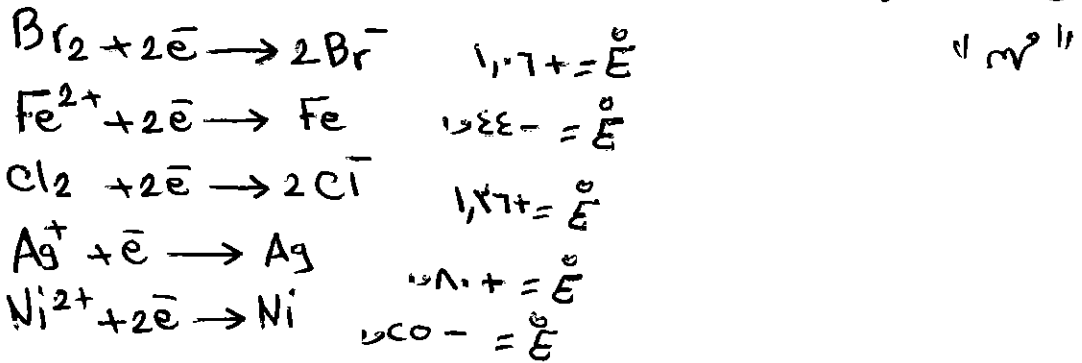 Br₂ + 2e⁻ → 2Br⁻ E° = +١,٠٦
Fe²⁺ + 2e⁻ → Fe E° = -٠,٤٤
Cl₂ + 2e⁻ → 2Cl⁻ E° = +١,٣٦
Ag⁺ + e⁻ → Ag E° = +٠,٨٠
Ni²⁺ + 2e⁻ → Ni E° = -٠,٢٥